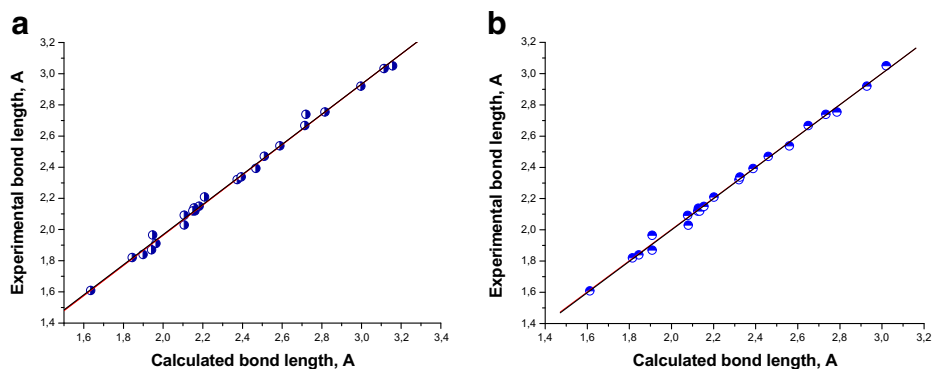 a
b
3,2
3,0
2,8
2,6
2,4
2,2
2,0
1,8
1,6
1,4
Experimental bond length, A
1,6 1,8 2,0 2,2 2,4 2,6 2,8 3,0 3,2 3,4
Calculated bond length, A
3,2
3,0
2,8
2,6
2,4
2,2
2,0
1,8
1,6
1,4
Experimental bond length, A
1,4 1,6 1,8 2,0 2,2 2,4 2,6 2,8 3,0 3,2
Calculated bond length, A